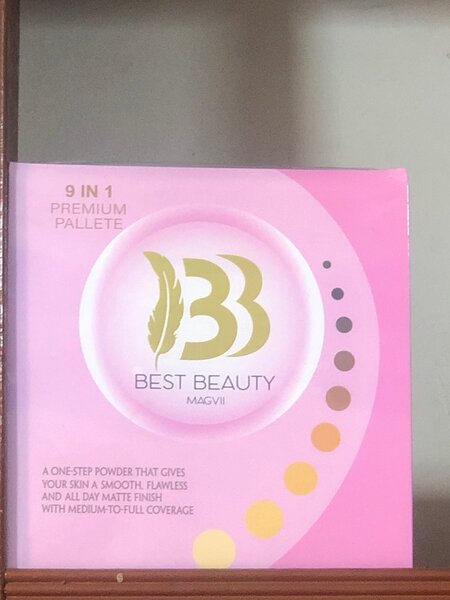 9 IN 1
PREMIUM
PALLETE
BB
BEST BEAUTY
MAGVII
A ONE-STEP POWDER THAT GIVES
YOUR SKIN A SMOOTH, FLAWLESS
AND ALL DAY MATTE FINISH
WITH MEDIUM-TO-FULL COVERAGE